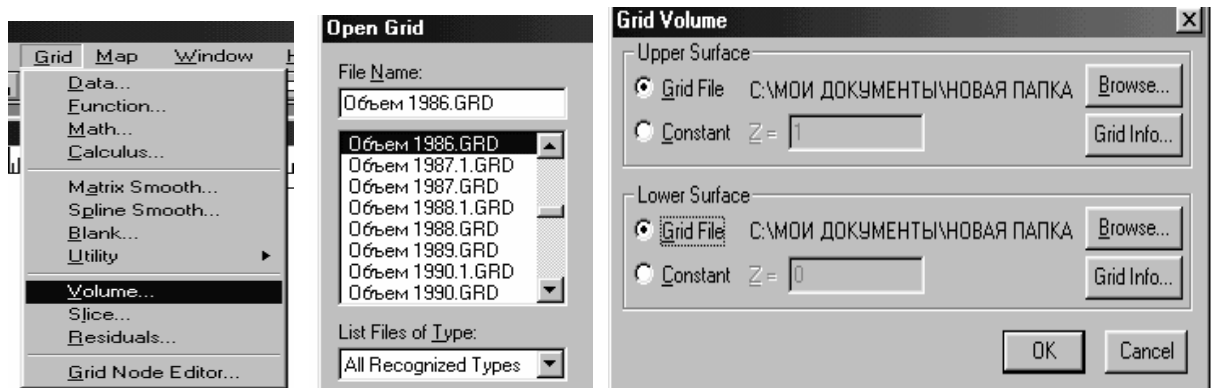 Grid Map Window
Data...
Function...
Math...
Calculus...
Matrix Smooth...
Spline Smooth...
Blank...
Utility
Volume...
Slice...
Residuals...
Grid Node Editor...
Open Grid
File Name:
Объем 1986.GRD
Объем 1986.GRD
Объем 1987.1.GRD
Объем 1987.GRD
Объем 1988.1.GRD
Объем 1988.GRD
Объем 1989.GRD
Объем 1990.1.GRD
Объем 1990.GRD
List Files of Type:
All Recognized Types
Grid Volume
Upper Surface
Grid File C:\МОИ ДОКУМЕНТЫ\НОВАЯ ПАПКА Browse...
Constant Z = 1 Grid Info...
Lower Surface
Grid File C:\МОИ ДОКУМЕНТЫ\НОВАЯ ПАПКА Browse...
Constant Z = 0 Grid Info...
OK Cancel